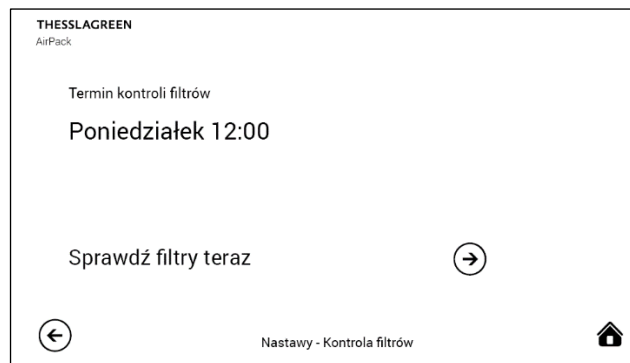 THESSLAGREEN
AirPack
Termin kontroli filtrów
Poniedziałek 12:00
Sprawdź filtry teraz
Nastawy - Kontrola filtrów